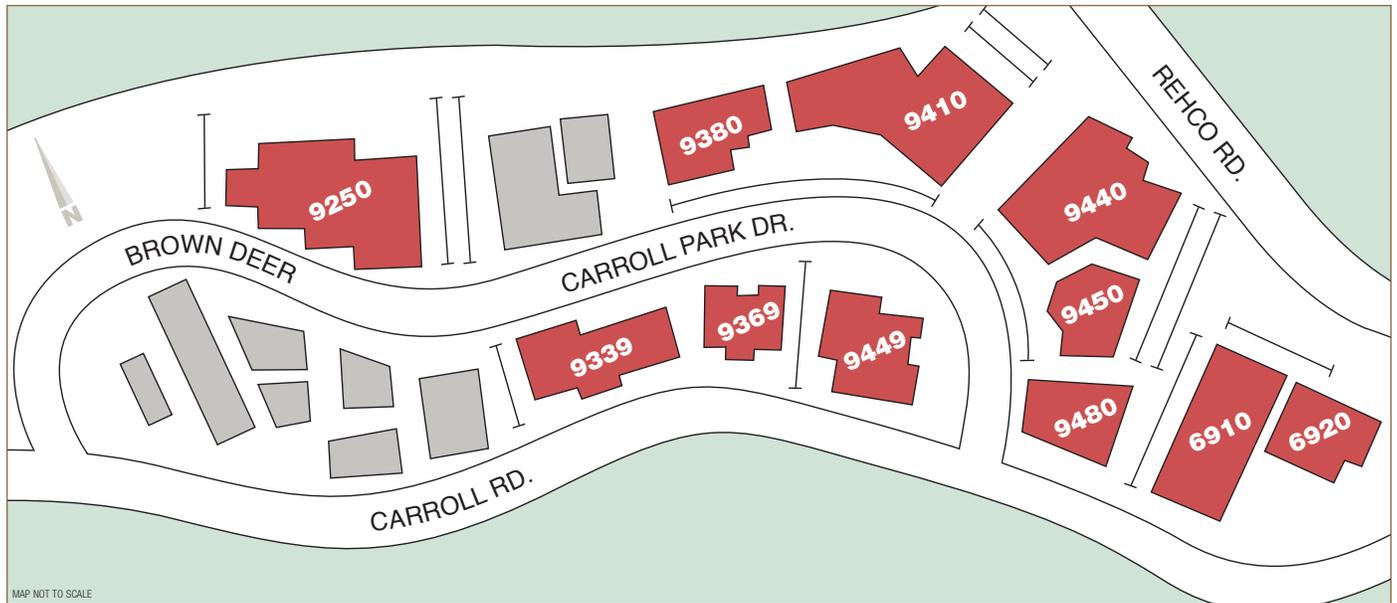 REHCO RD.
9410
9380
9250
9440
N
BROWN DEER
CARROLL PARK DR.
9450
9369
9339
9449
9480
6910
6920
CARROLL RD.
MAP NOT TO SCALE